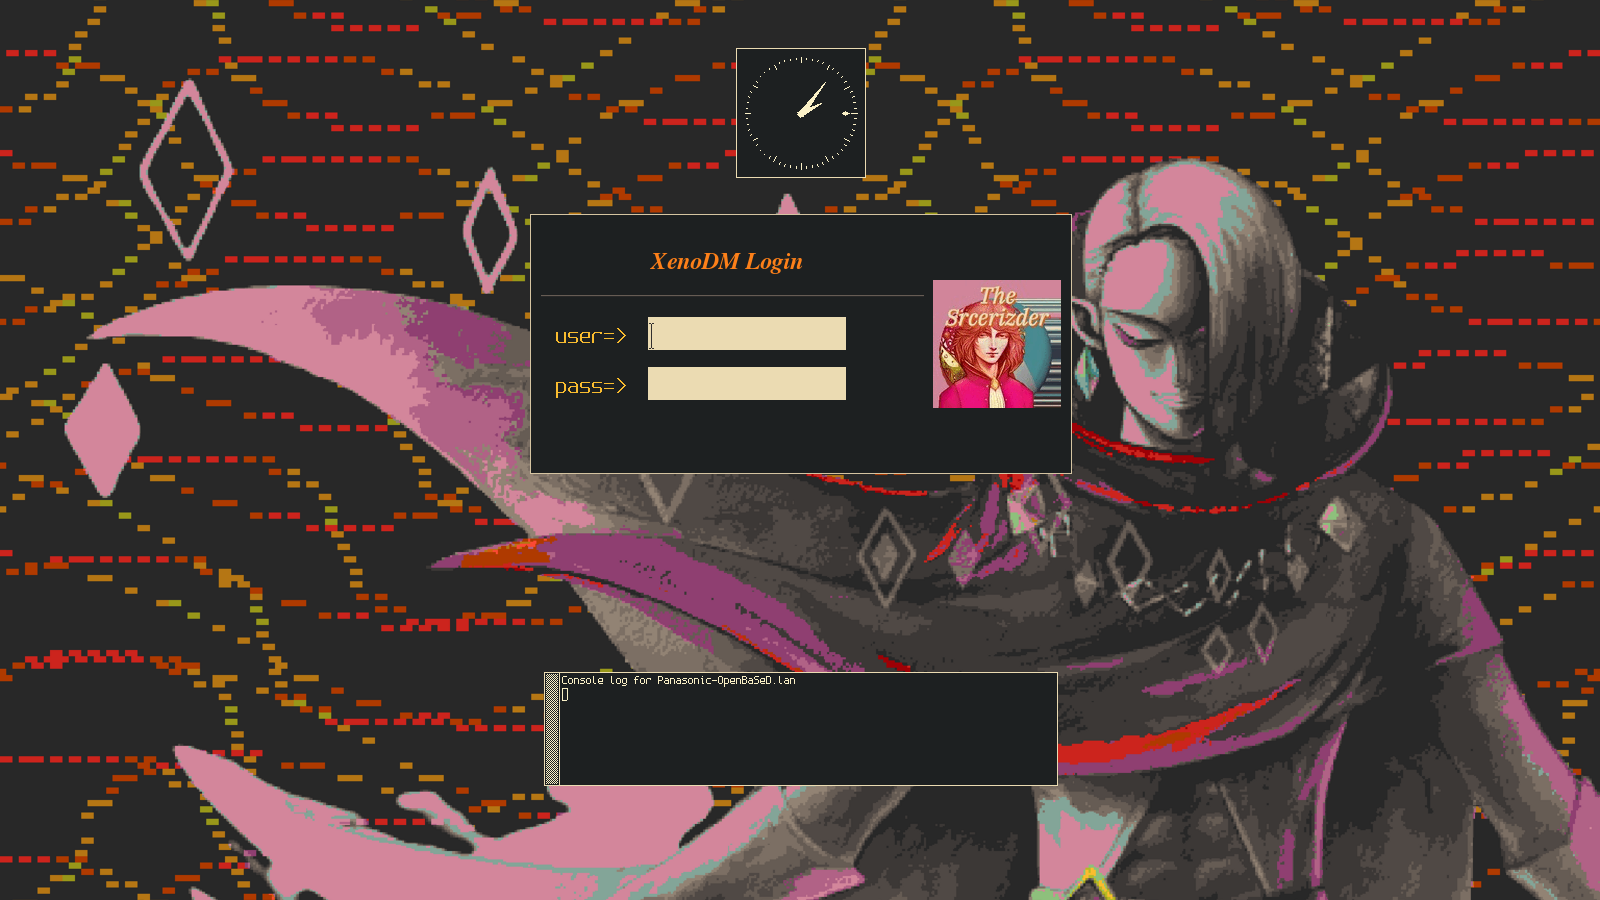 XenoDM Login
The
Srcerizder
user=>
pass=>
Console log for Panasonic-OpenBaSeD.lan